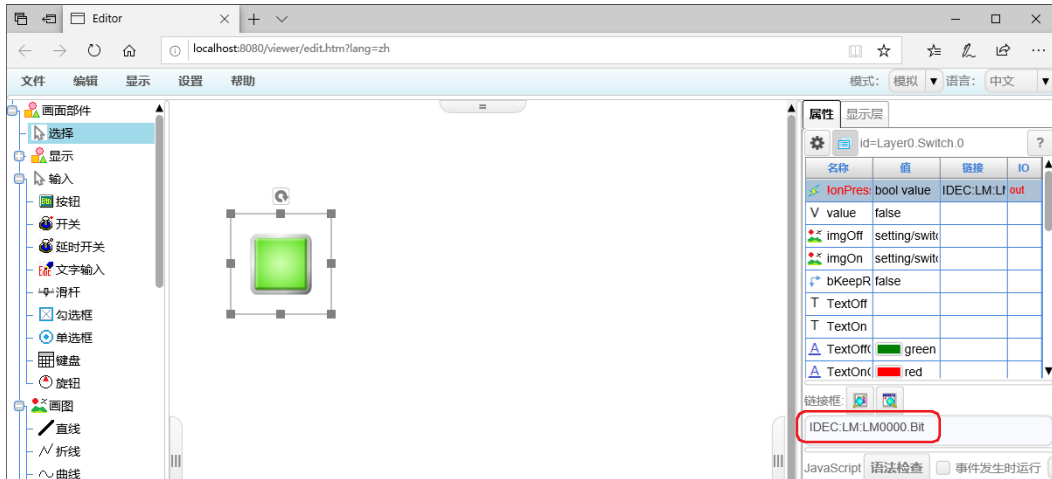 Editor
localhost:8080/viewer/edit.htm?lang=zh
文件 编辑 显示 设置 帮助 模式： 模拟 语言： 中文
画面部件
选择
显示
输入
按钮
开关
延时开关
文字输入
滑杆
勾选框
单选框
键盘
旋钮
画图
直线
折线
曲线
属性 显示层
id=Layer0.Switch.0 ?
名称 值 链接 IO
bool value IDEC:LM:L out
V value false
imgOff setting/swit
imgOn setting/swit
bKeepR false
T TextOff
T TextOn
A TextOff green
A TextOn red
链接框:
IDEC:LM:LM0000.Bit
JavaScript 语法检查 事件发生时运行